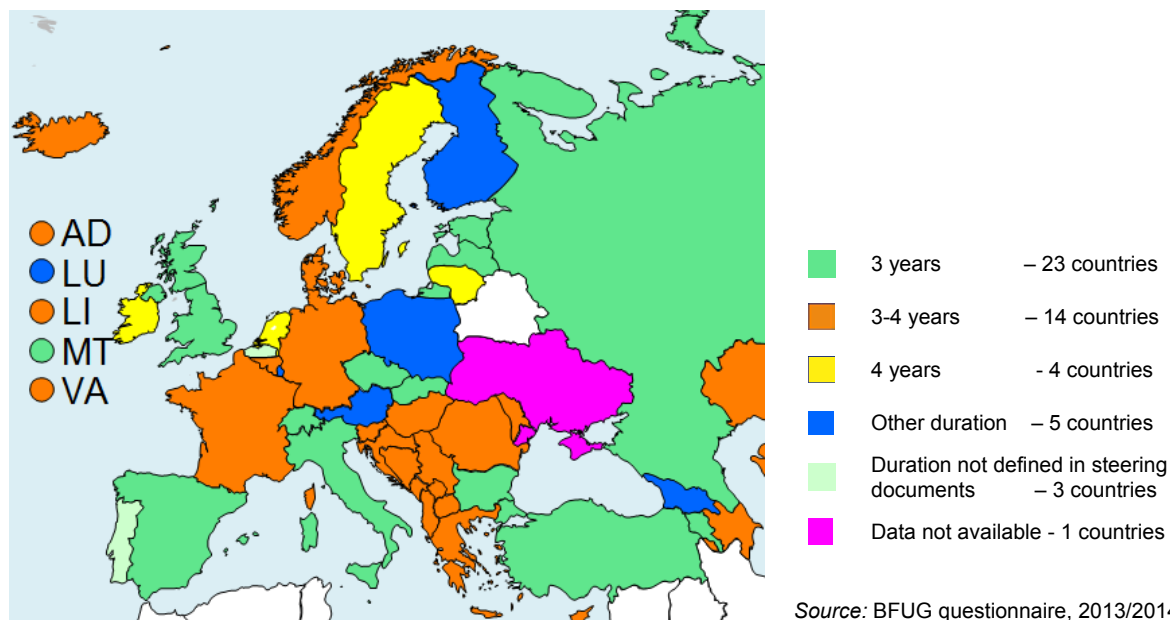 AD
LU
LI
MT
VA
3 years – 23 countries
3-4 years – 14 countries
4 years - 4 countries
Other duration – 5 countries
Duration not defined in steering
documents – 3 countries
Data not available - 1 countries
Source: BFUG questionnaire, 2013/2014